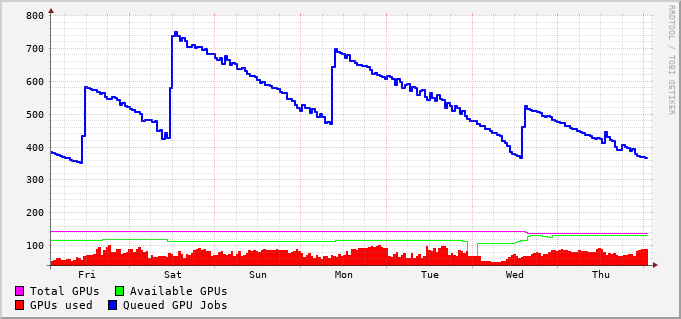 800
700
600
500
400
300
200
100
Fri Sat Sun Mon Tue Wed Thu
Total GPUs Available GPUs
GPUs used Queued GPU Jobs
RRDTOOL / TOBI OETIKER